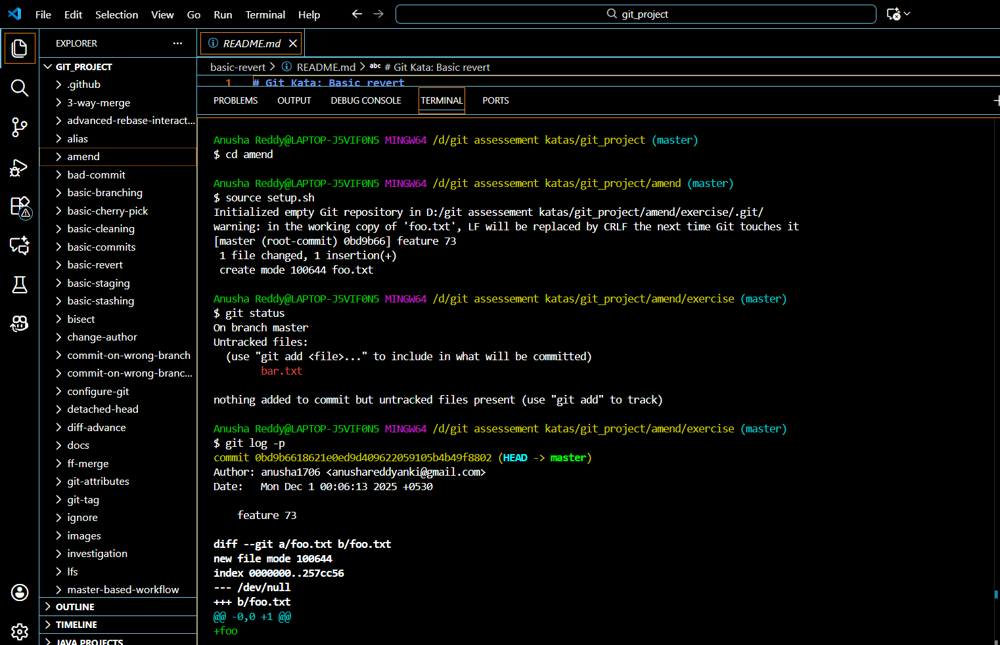 File Edit Selection View Go Run Terminal Help
git_project
EXPLORER
GIT_PROJECT
.github
3-way-merge
advanced-rebase-interact...
alias
amend
bad-commit
basic-branching
basic-cherry-pick
basic-cleaning
basic-commits
basic-revert
basic-staging
basic-stashing
bisect
change-author
commit-on-wrong-branch
commit-on-wrong-branc...
configure-git
detached-head
diff-advance
docs
ff-merge
git-attributes
git-tag
ignore
images
investigation
lfs
master-based-workflow
OUTLINE
TIMELINE
JAVA PROJECTS
README.md
basic-revert > README.md > abc # Git Kata: Basic revert
1 # Git Kata: Basic revert
PROBLEMS OUTPUT DEBUG CONSOLE TERMINAL PORTS
Anusha Reddy@LAPTOP-J5VIF0N5 MINGW64 /d/git assessement katas/git_project (master)
$ cd amend
Anusha Reddy@LAPTOP-J5VIF0N5 MINGW64 /d/git assessement katas/git_project/amend (master)
$ source setup.sh
Initialized empty Git repository in D:/git assessement katas/git_project/amend/exercise/.git/
warning: in the working copy of 'foo.txt', LF will be replaced by CRLF the next time Git touches it
[master (root-commit) 0bd9b66] feature 73
1 file changed, 1 insertion(+)
create mode 100644 foo.txt
Anusha Reddy@LAPTOP-J5VIF0N5 MINGW64 /d/git assessement katas/git_project/amend/exercise (master)
$ git status
On branch master
Untracked files:
(use "git add <file>..." to include in what will be committed)
bar.txt
nothing added to commit but untracked files present (use "git add" to track)
Anusha Reddy@LAPTOP-J5VIF0N5 MINGW64 /d/git assessement katas/git_project/amend/exercise (master)
$ git log -p
commit 0bd9b6618621e0ed9d409622059105b4b49f8802 (HEAD -> master)
Author: anusha1706 <anushareddyanki@gmail.com>
Date: Mon Dec 1 00:06:13 2025 +0530
feature 73
diff --git a/foo.txt b/foo.txt
new file mode 100644
index 0000000..257cc56
--- /dev/null
+++ b/foo.txt
@@ -0,0 +1 @@
+foo